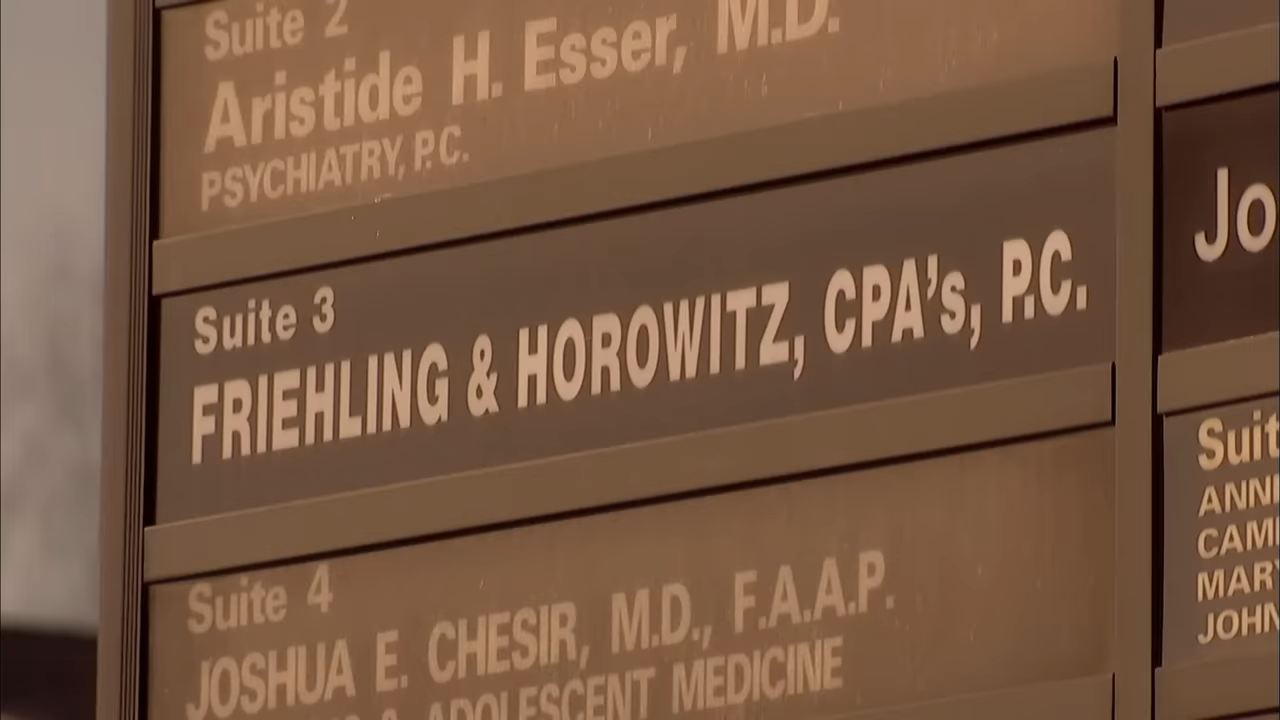 Suite 2
Aristide H. Esser, M.D.
PSYCHIATRY, P.C.
Suite 3
FRIEHLING & HOROWITZ, CPA's, P.C.
Suite 4
JOSHUA E. CHESIR, M.D., F.A.A.P.
& ADOLESCENT MEDICINE
Jo
Suit
ANN
CAM
MAR
JOHN